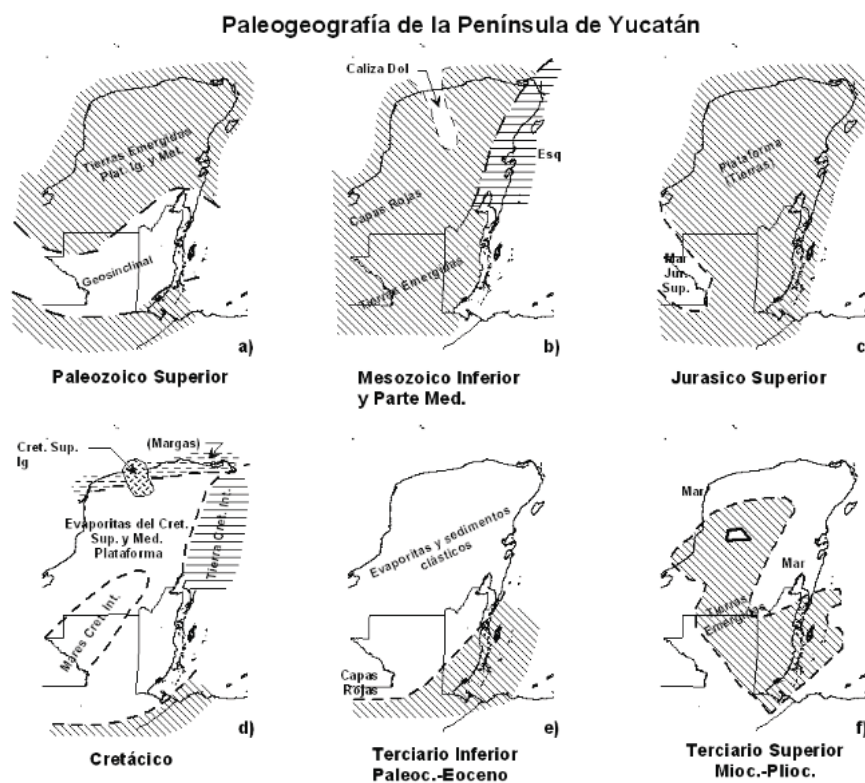 Paleogeografía de la Península de Yucatán
Tierras Emergidas
Plat. Ig. y Met.
Geosinclinal
a)
Paleozoico Superior
Caliza Dol
Esq
Capas Rojas
Tierras Emergidas
b)
Mesozoico Inferior
y Parte Med.
Plataforma
(Tierras)
Mar
Jur.
Sup.
c)
Jurasico Superior
Cret. Sup.
Ig
(Margas)
Evaporitas del Cret.
Sup. y Med.
Plataforma
Tierra Cret. Int.
Mares Cret. Int.
d)
Cretácico
Evaporitas y sedimentos
clásticos
Capas
Rojas
e)
Terciario Inferior
Paleoc.-Eoceno
Mar
Mar
Tierras
Emergidas
f)
Terciario Superior
Mioc.-Plioc.